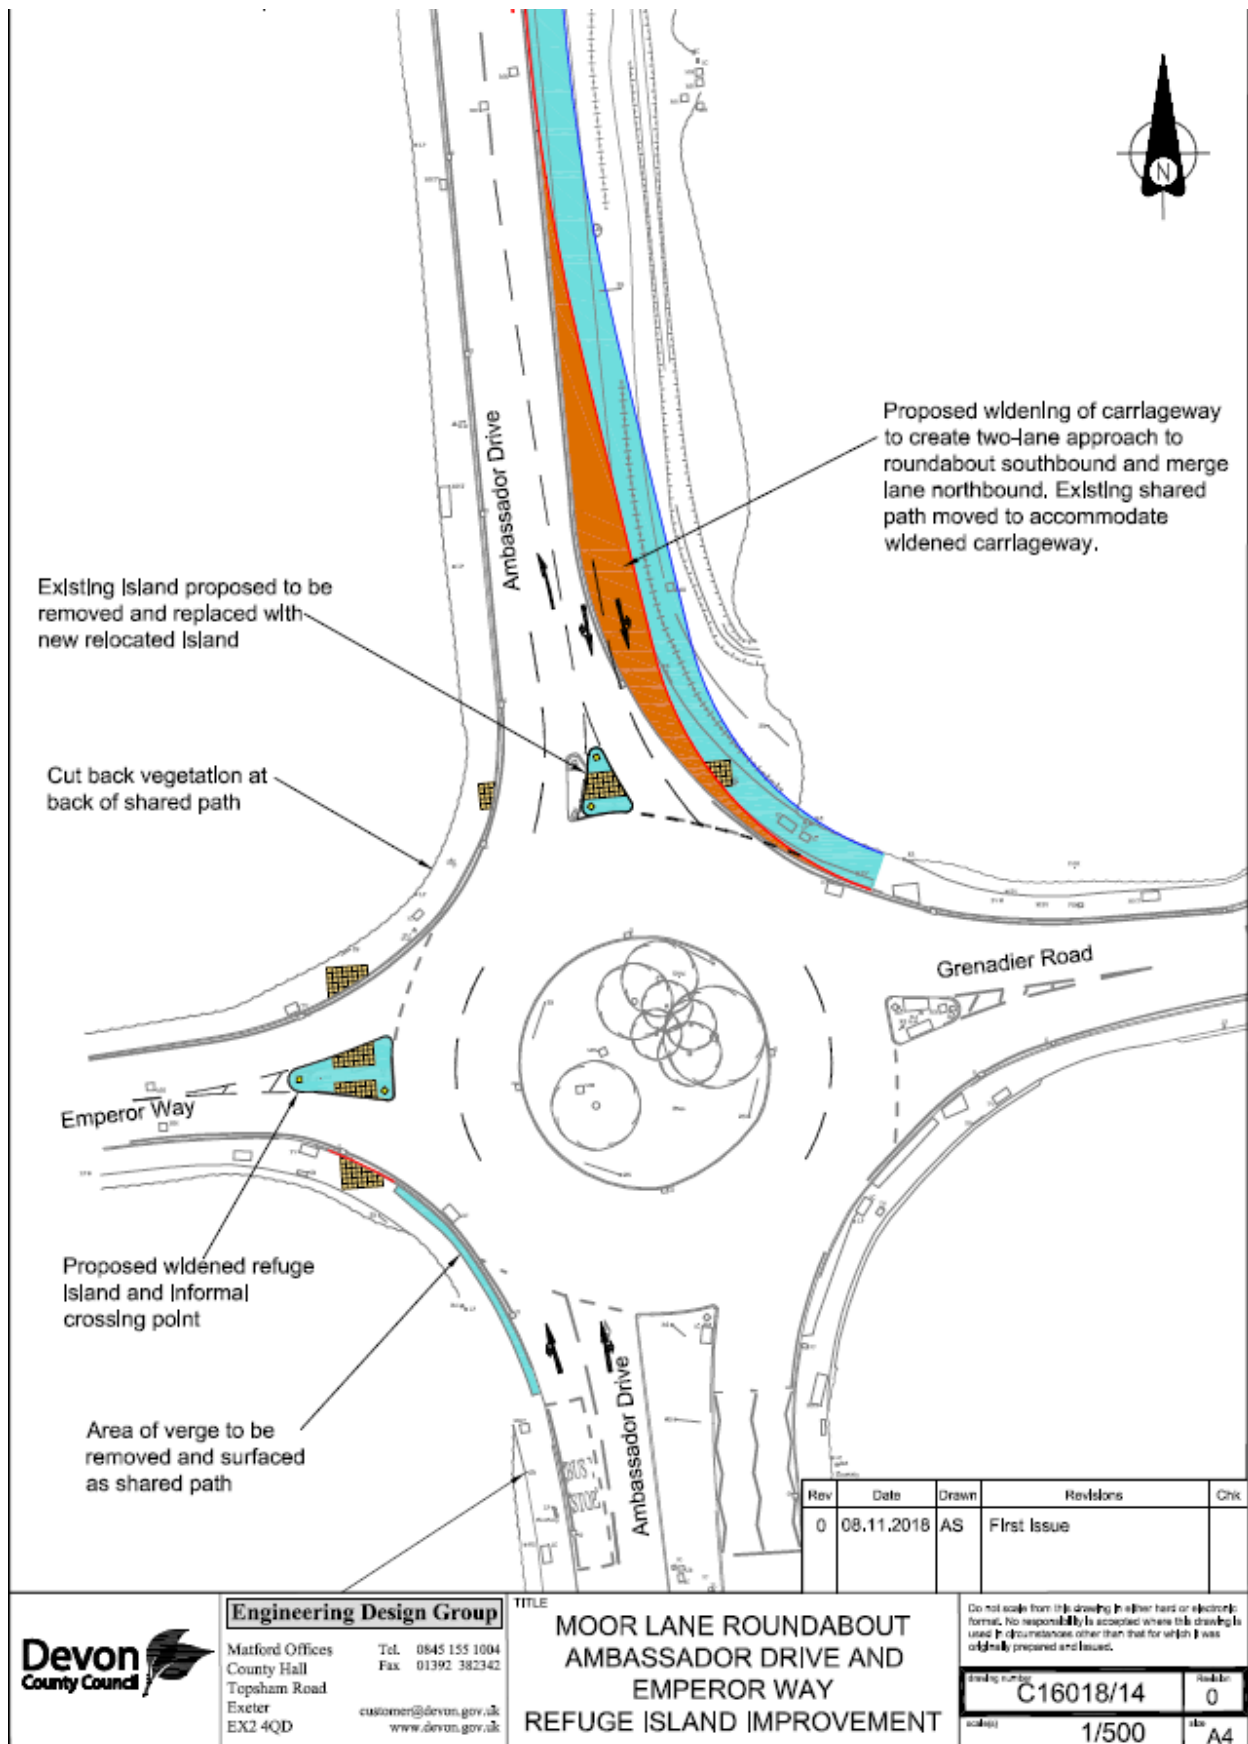 N
Proposed widening of carriageway
to create two-lane approach to
roundabout southbound and merge
lane northbound. Existing shared
path moved to accommodate
widened carriageway.
Ambassador Drive
Existing island proposed to be
removed and replaced with
new relocated island
Cut back vegetation at
back of shared path
Grenadier Road
Emperor Way
Proposed widened refuge
island and informal
crossing point
Area of verge to be
removed and surfaced
as shared path
Ambassador Drive
BUS
STOP
Rev Date Drawn Revisions Chk
0 08.11.2018 AS First Issue
Devon
County Council
Engineering Design Group
Matford Offices
County Hall
Topsham Road
Exeter
EX2 4QD
Tel. 0845 155 1004
Fax 01392 382342
customer@devon.gov.uk
www.devon.gov.uk
TITLE
MOOR LANE ROUNDABOUT
AMBASSADOR DRIVE AND
EMPEROR WAY
REFUGE ISLAND IMPROVEMENT
Do not scale from this drawing in either hard or electronic
format. No responsibility is accepted where this drawing is
used in circumstances other than that for which it was
originally prepared and issued.
drawing number
C16018/14
Revision
0
scale(s)
1/500
size
A4